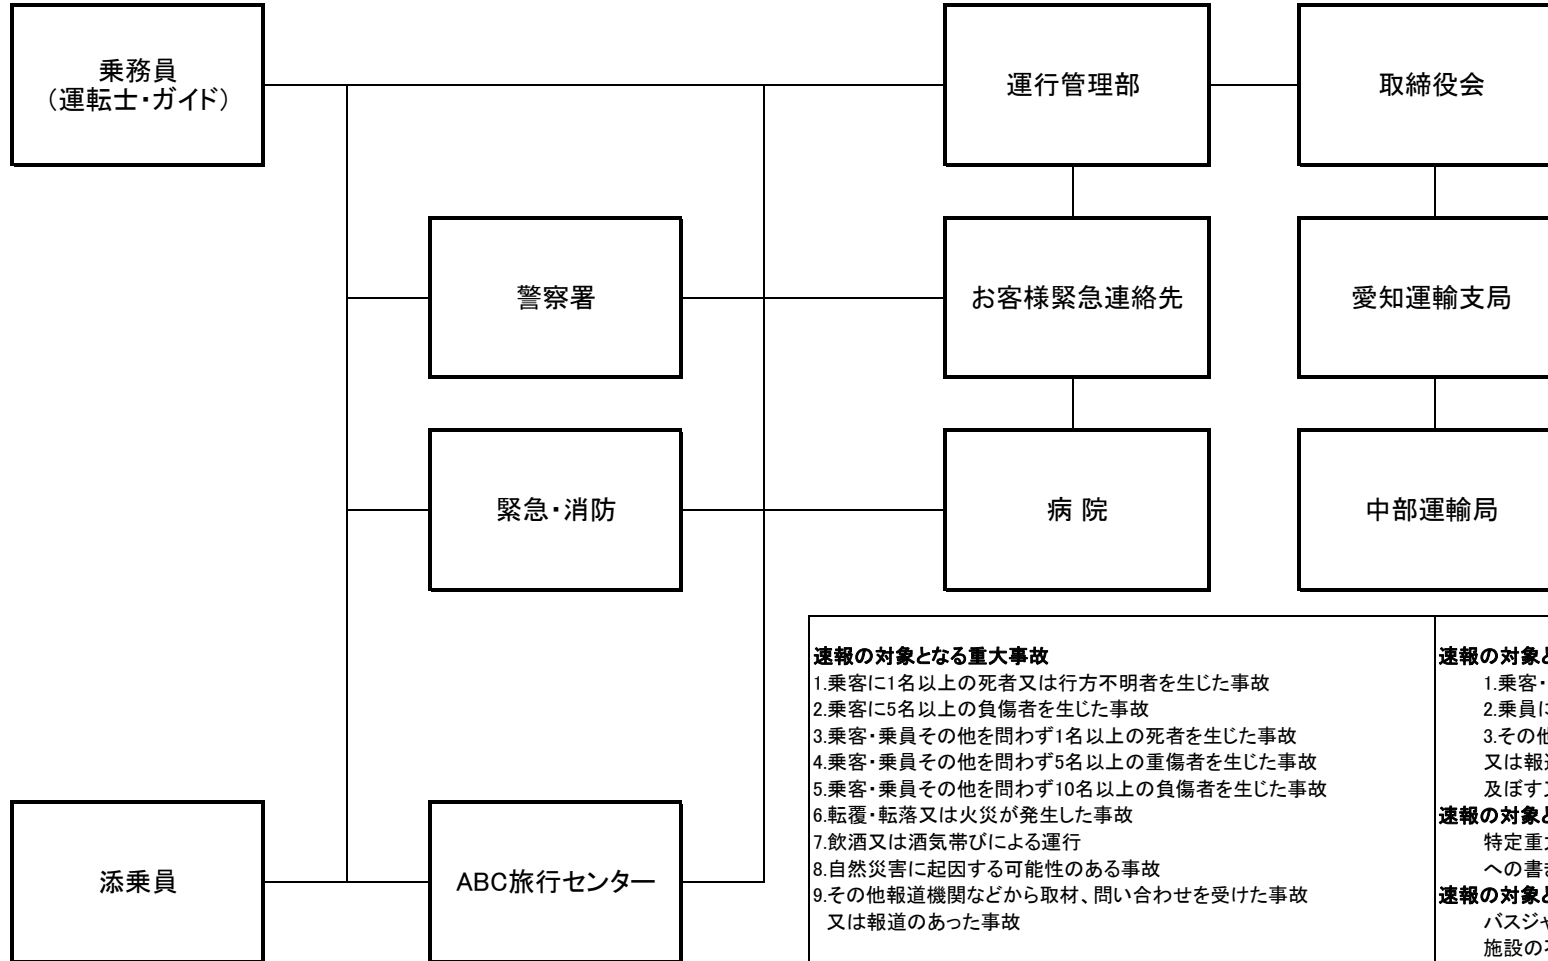 乗務員
（運転士・ガイド）
運行管理部
取締役会
警察署
お客様緊急連絡先
愛知運輸支局
緊急・消防
病 院
中部運輸局
添乗員
ABC旅行センター
速報の対象となる重大事故
1.乗客に1名以上の死者又は行方不明者を生じた事故
2.乗客に5名以上の負傷者を生じた事故
3.乗客・乗員その他を問わず1名以上の死者を生じた事故
4.乗客・乗員その他を問わず5名以上の重傷者を生じた事故
5.乗客・乗員その他を問わず10名以上の負傷者を生じた事故
6.転覆・転落又は火災が発生した事故
7.飲酒又は酒気帯びによる運行
8.自然災害に起因する可能性のある事故
9.その他報道機関などから取材、問い合わせを受けた事故
又は報道のあった事故
速報の対象
1.乗客・
2.乗員に
3.その他
又は報
及ぼす
速報の対象
特定重
への書
速報の対象
バスジャ
施設の